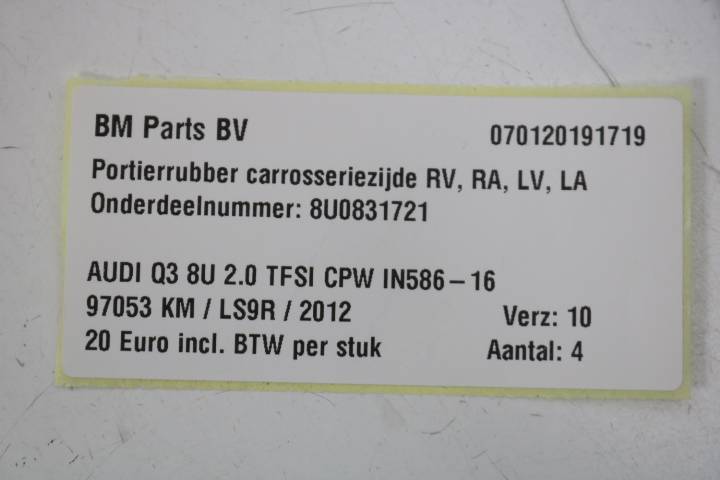 BM Parts BV 070120191719
Portierrubber carrosseriezijde RV, RA, LV, LA
Onderdeelnummer: 8U0831721
AUDI Q3 8U 2.0 TFSI CPW IN586-16
97053 KM / LS9R / 2012 Verz: 10
20 Euro incl. BTW per stuk Aantal: 4